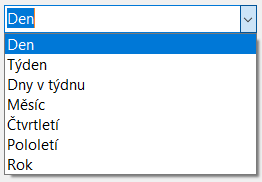 Den
Den
Týden
Dny v týdnu
Měsíc
Čtvrtletí
Pololetí
Rok